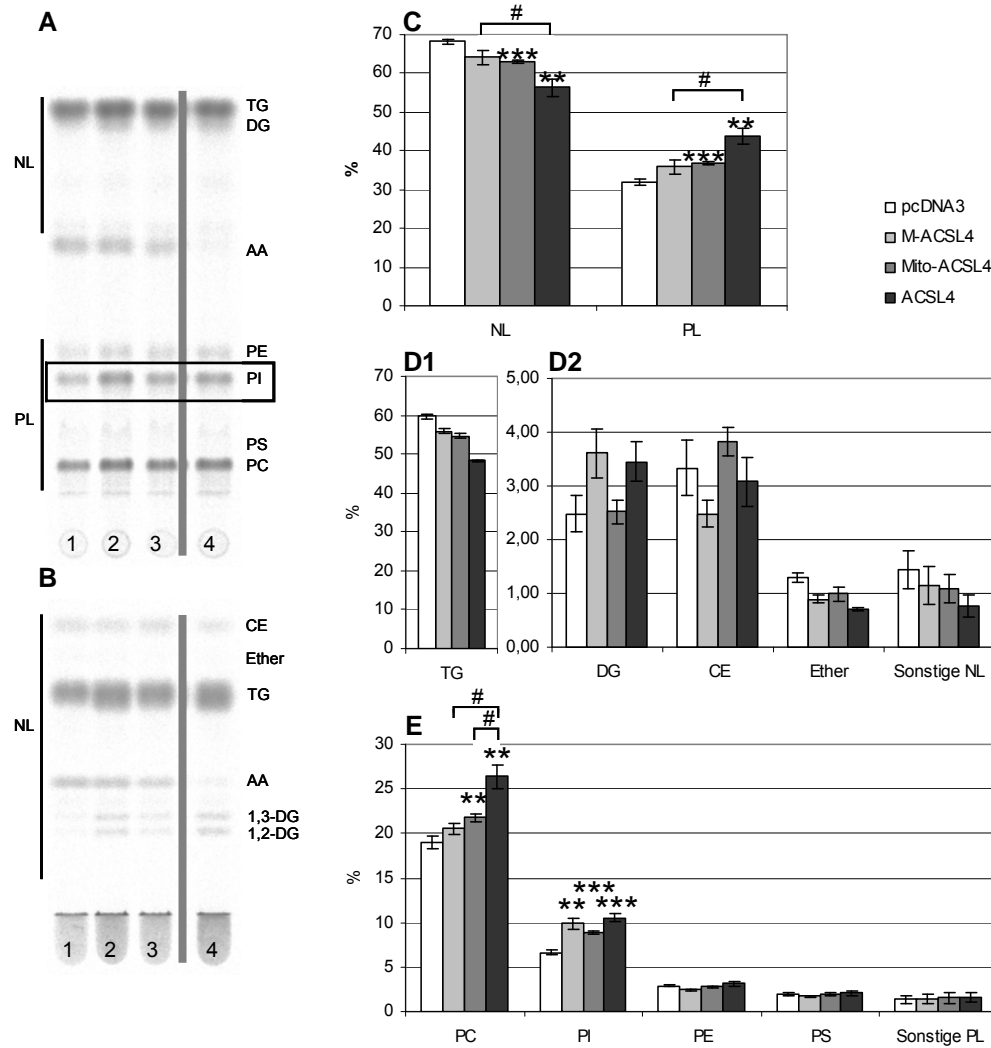 A
NL
TG
DG
AA
PL
PE
PI
PS
PC
1 2 3 4
B
NL
CE
Ether
TG
AA
1,3-DG
1,2-DG
1 2 3 4
C
#
#
***
**
***
**
70
60
50
40
30
20
10
0
%
NL PL
pcDNA3
M-ACSL4
Mito-ACSL4
ACSL4
D1
70
60
50
40
30
20
10
0
%
TG
D2
5,00
4,00
3,00
2,00
1,00
0,00
DG CE Ether Sonstige NL
E
#
#
**
**
***
** ***
30
25
20
15
10
5
0
%
PC PI PE PS Sonstige PL